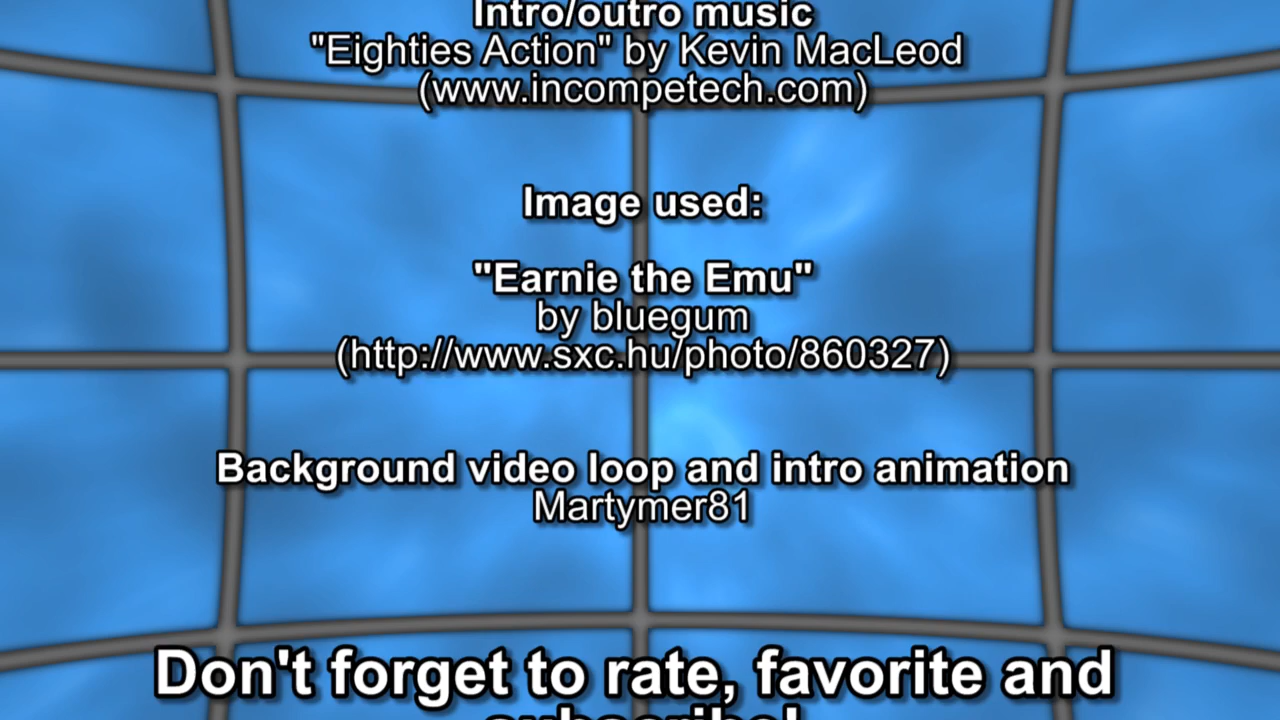 Intro/outro music
"Eighties Action" by Kevin MacLeod
(www.incompetech.com)
Image used:
"Earnie the Emu"
by bluegum
(http://www.sxc.hu/photo/860327)
Background video loop and intro animation
Martymer81
Don't forget to rate, favorite and
subscribe!